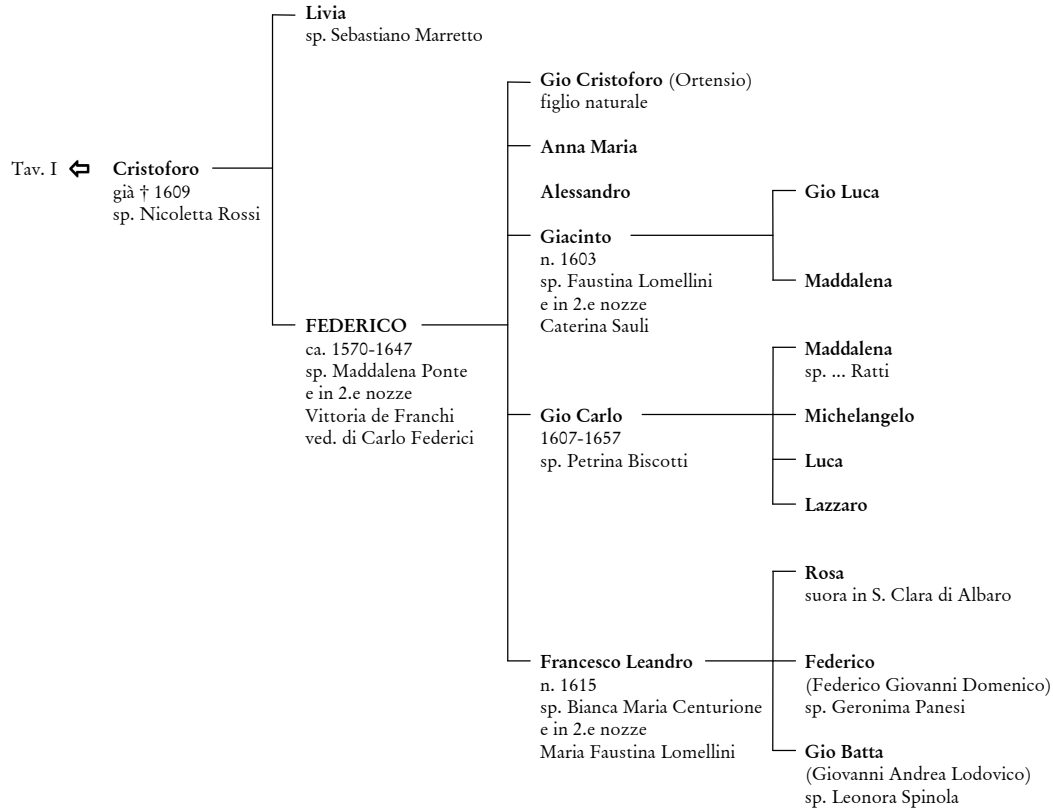 Livia
sp. Sebastiano Marretto
Gio Cristoforo (Ortensio)
figlio naturale
Anna Maria
Tav. I Cristoforo
già † 1609
sp. Nicoletta Rossi
Alessandro
Gio Luca
Giacinto
n. 1603
sp. Faustina Lomellini
e in 2.e nozze
Caterina Sauli
Maddalena
FEDERICO
ca. 1570-1647
sp. Maddalena Ponte
e in 2.e nozze
Vittoria de Franchi
ved. di Carlo Federici
Maddalena
sp. ... Ratti
Gio Carlo
1607-1657
sp. Petrina Biscotti
Michelangelo
Luca
Lazzaro
Rosa
suora in S. Clara di Albaro
Francesco Leandro
n. 1615
sp. Bianca Maria Centurione
e in 2.e nozze
Maria Faustina Lomellini
Federico
(Federico Giovanni Domenico)
sp. Geronima Panesi
Gio Batta
(Giovanni Andrea Lodovico)
sp. Leonora Spinola